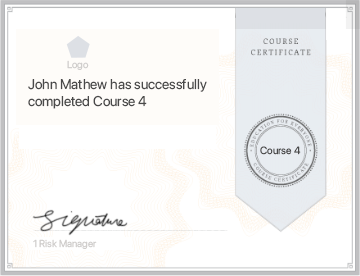 COURSE
CERTIFICATE
Logo
John Mathew has successfully
completed Course 4
EDUCATION FOR EVERYONE
Course 4
COURSE CERTIFICATE
Signature
1 Risk Manager